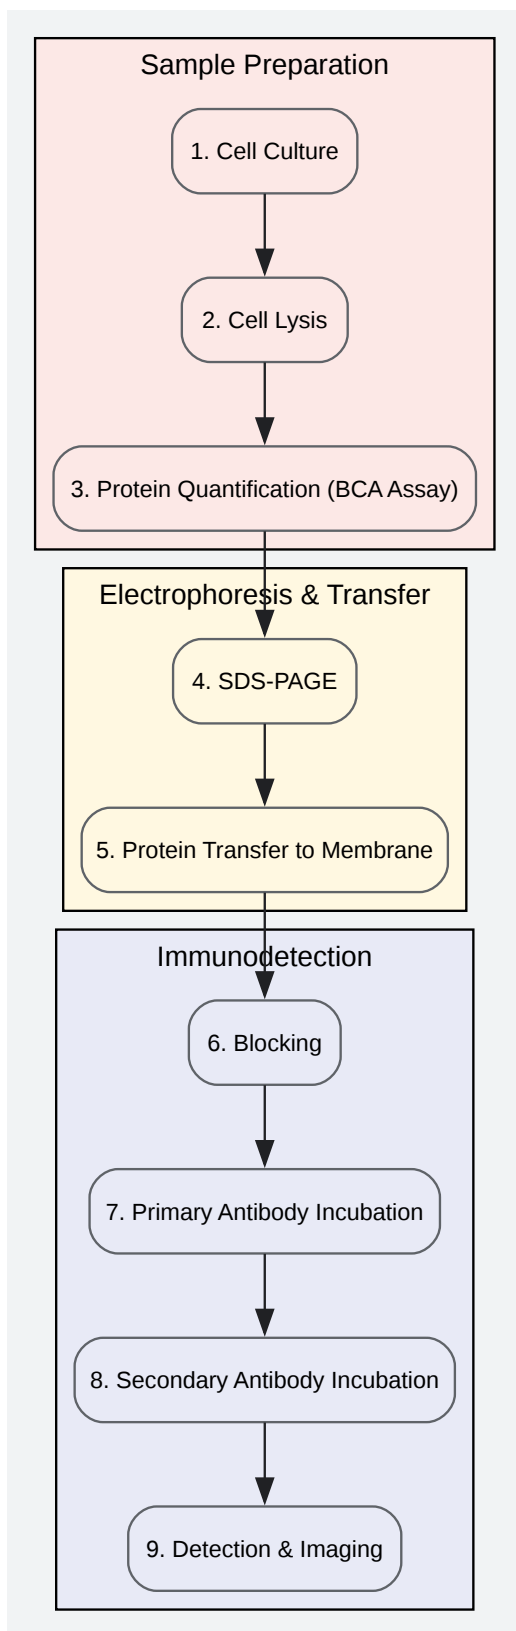 Sample Preparation
1. Cell Culture
2. Cell Lysis
3. Protein Quantification (BCA Assay)
Electrophoresis & Transfer
4. SDS-PAGE
5. Protein Transfer to Membrane
Immunodetection
6. Blocking
7. Primary Antibody Incubation
8. Secondary Antibody Incubation
9. Detection & Imaging